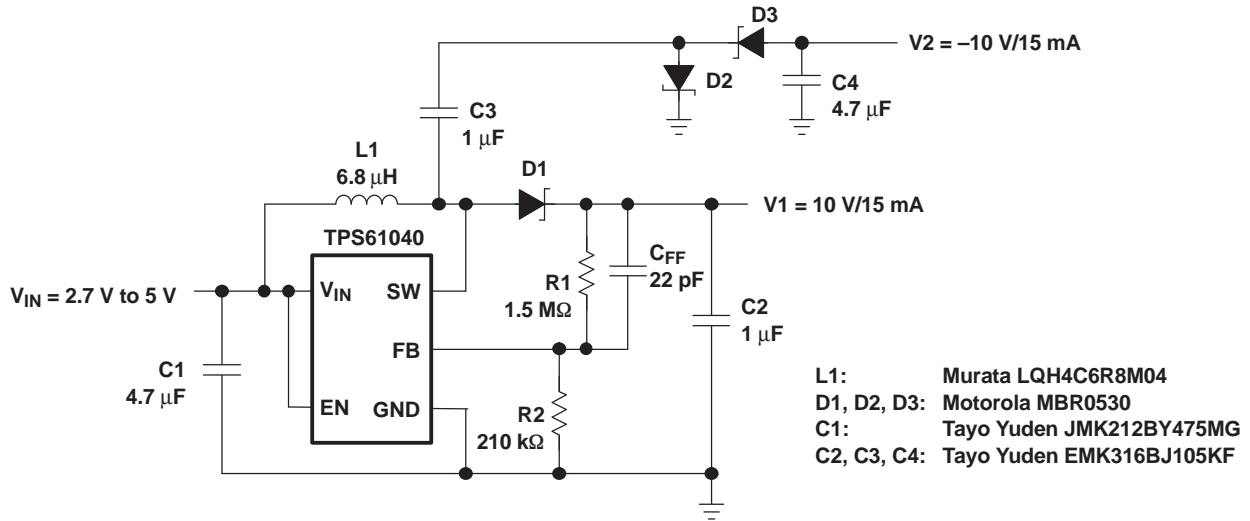 D3
V2 = –10 V/15 mA
D2
C4
4.7 µF
C3
1 µF
L1
6.8 µH
D1
V1 = 10 V/15 mA
TPS61040
VIN = 2.7 V to 5 V
VIN
SW
R1
1.5 MΩ
CFF
22 pF
C2
1 µF
FB
C1
4.7 µF
EN
GND
R2
210 kΩ
L1: Murata LQH4C6R8M04
D1, D2, D3: Motorola MBR0530
C1: Tayo Yuden JMK212BY475MG
C2, C3, C4: Tayo Yuden EMK316BJ105KF